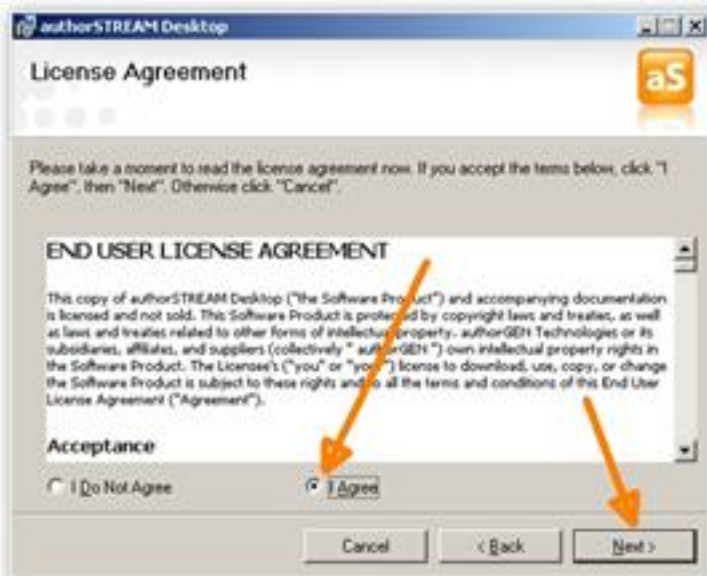 authorSTREAM Desktop
License Agreement
aS
Please take a moment to read the license agreement now. If you accept the terms below, click "I
Agree", then "Next". Otherwise click "Cancel".
END USER LICENSE AGREEMENT
This copy of authorSTREAM Desktop ("the Software Product") and accompanying documentation
is licensed and not sold. This Software Product is protected by copyright laws and treaties, as well
as laws and treaties related to other forms of intellectual property. authorGEN Technologies or its
subsidiaries, affiliates, and suppliers (collectively " authorGEN ") own intellectual property rights in
the Software Product. The Licensee's ("you" or "your") license to download, use, copy, or change
the Software Product is subject to these rights and to all the terms and conditions of this End User
License Agreement ("Agreement").
Acceptance
I Do Not Agree
I Agree
Cancel
< Back
Next >